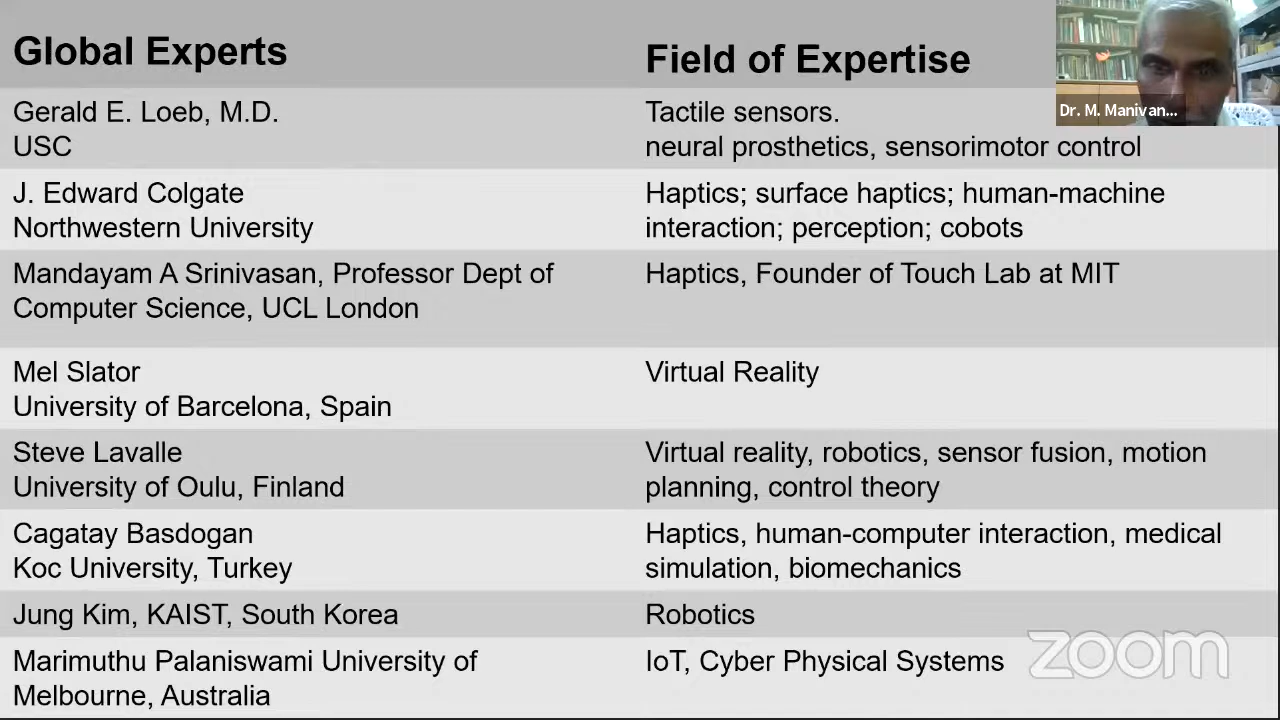 Global Experts
Field of Expertise
Dr. M. Manivan...
Gerald E. Loeb, M.D.
USC
Tactile sensors.
neural prosthetics, sensorimotor control
J. Edward Colgate
Northwestern University
Haptics; surface haptics; human-machine
interaction; perception; cobots
Mandayam A Srinivasan, Professor Dept of
Computer Science, UCL London
Haptics, Founder of Touch Lab at MIT
Mel Slator
University of Barcelona, Spain
Virtual Reality
Steve Lavalle
University of Oulu, Finland
Virtual reality, robotics, sensor fusion, motion
planning, control theory
Cagatay Basdogan
Koc University, Turkey
Haptics, human-computer interaction, medical
simulation, biomechanics
Jung Kim, KAIST, South Korea
Robotics
Marimuthu Palaniswami University of
Melbourne, Australia
IoT, Cyber Physical Systems
zoom